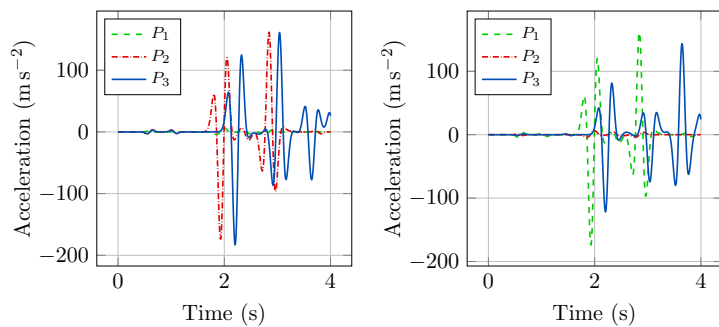 P₁
P₂
P₃
100
0
−100
−200
Acceleration (m s⁻²)
0
2
4
Time (s)
P₁
P₂
P₃
100
0
−100
−200
Acceleration (m s⁻²)
0
2
4
Time (s)